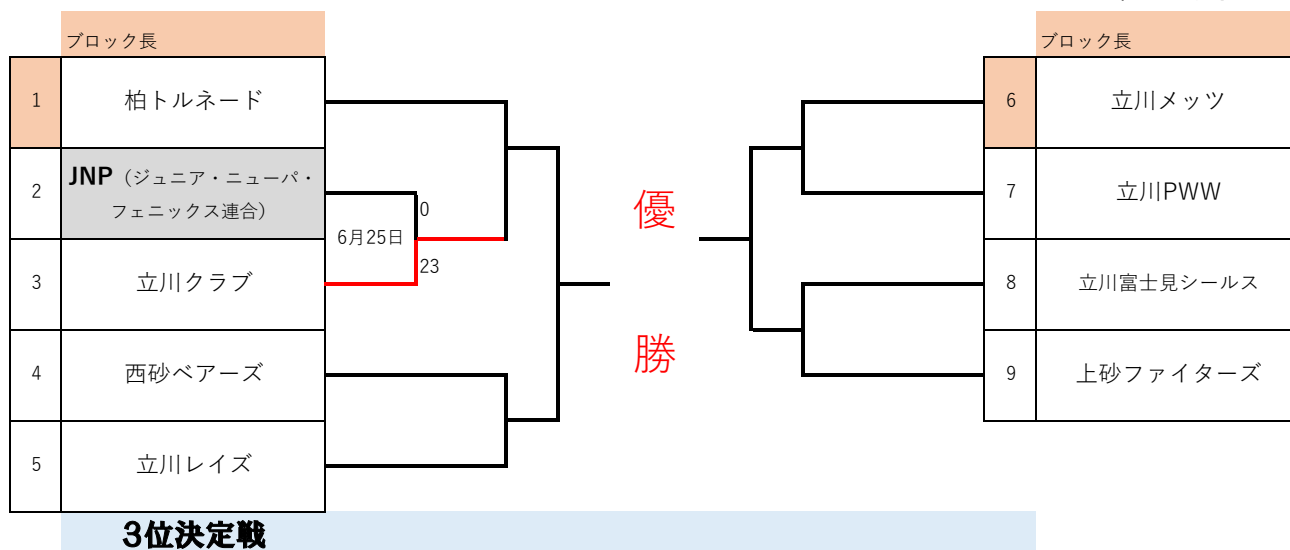 ブロック長
1
柏トルネード
2
JNP（ジュニア・ニューパ・
フェニックス連合）
3
立川クラブ
4
西砂ベアーズ
5
立川レイズ
0
6月25日
23
優
勝
ブロック長
6
立川メッツ
7
立川PWW
8
立川富士見シールス
9
上砂ファイターズ
3位決定戦